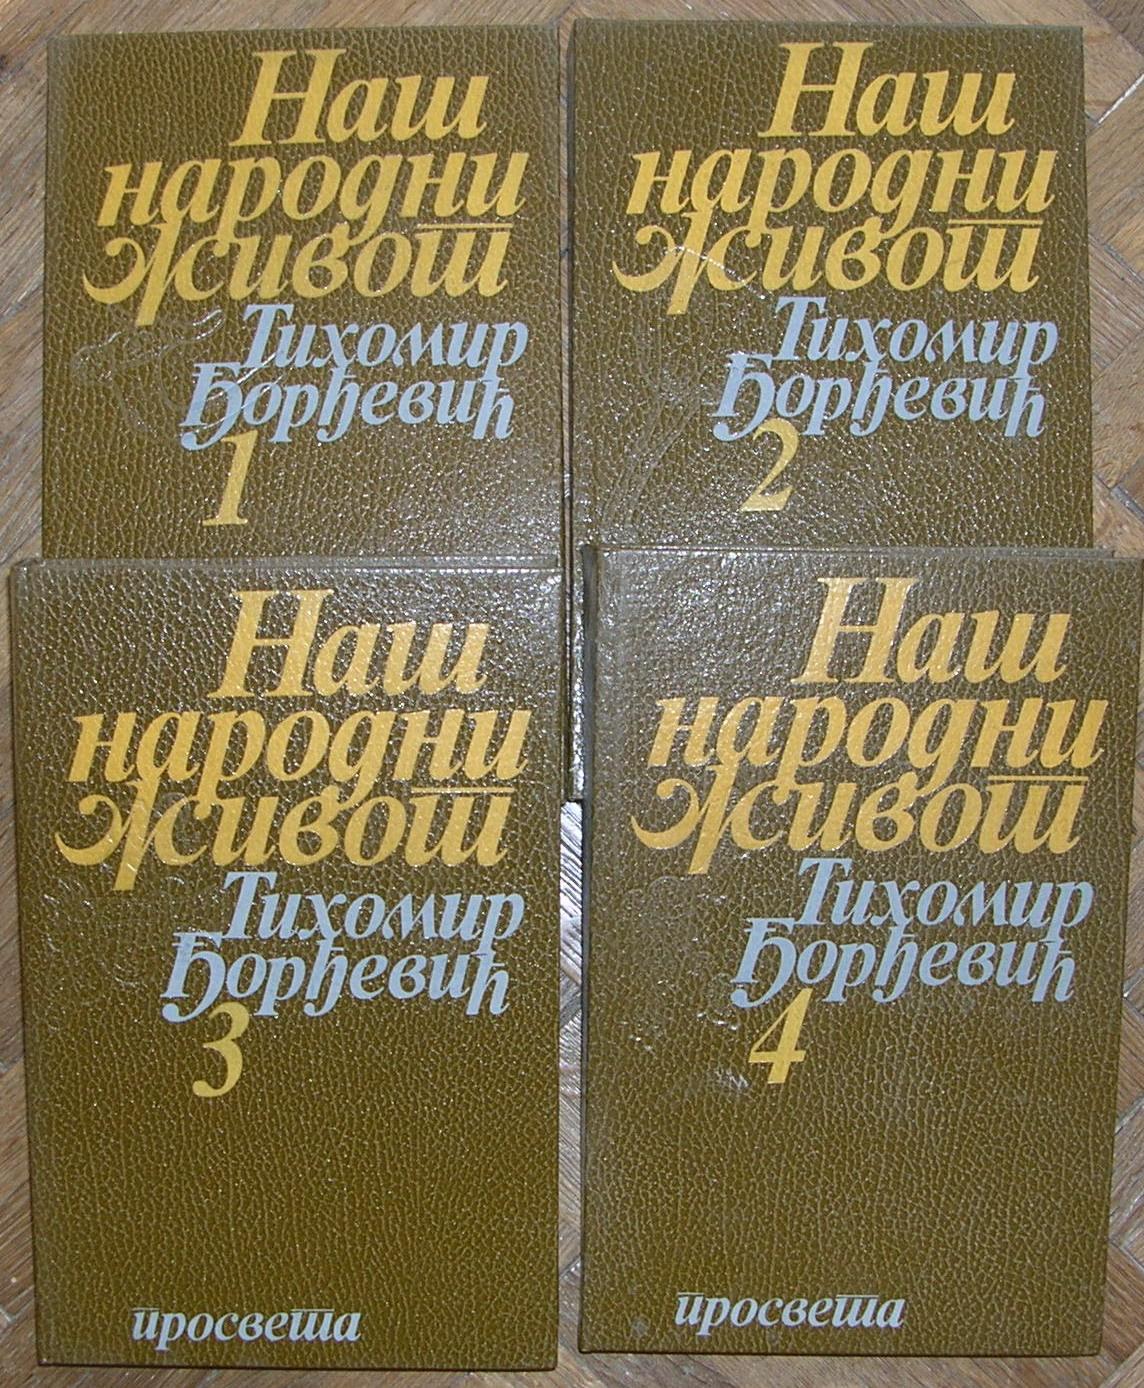 Наш
народни
живот
Тихомир
Ђорђевић
1
Наш
народни
живот
Тихомир
Ђорђевић
2
Наш
народни
живот
Тихомир
Ђорђевић
3
просвета
Наш
народни
живот
Тихомир
Ђорђевић
4
просвета